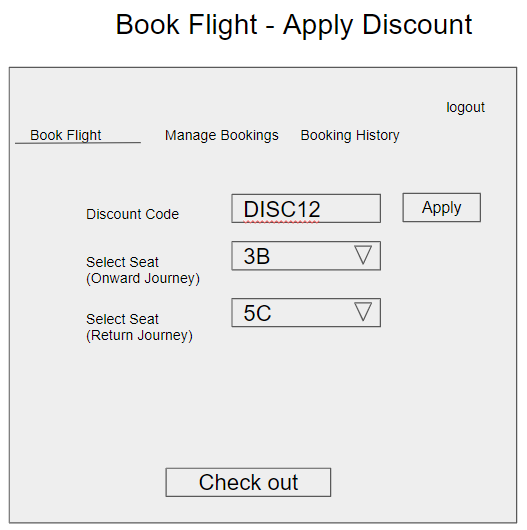 Book Flight - Apply Discount
logout
Book Flight
Manage Bookings
Booking History
Discount Code
DISC12
Apply
Select Seat
(Onward Journey)
3B
Select Seat
(Return Journey)
5C
Check out